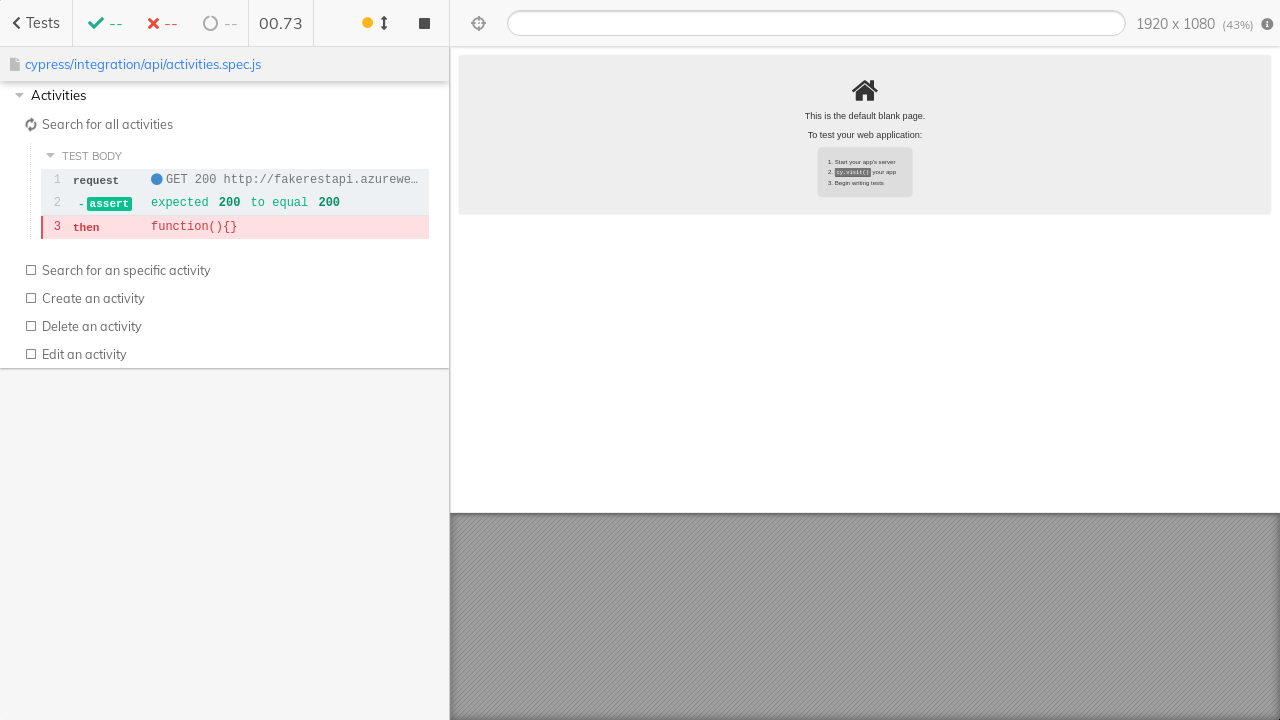 Tests
--
--
--
00.73
1920 x 1080 (43%)
cypress/integration/api/activities.spec.js
Activities
Search for all activities
TEST BODY
1 request GET 200 http://fakerestapi.azurewe…
2 -assert expected 200 to equal 200
3 then function(){}
Search for an specific activity
Create an activity
Delete an activity
Edit an activity
This is the default blank page.
To test your web application:
1. Start your app's server
2. cy.visit() your app
3. Begin writing tests